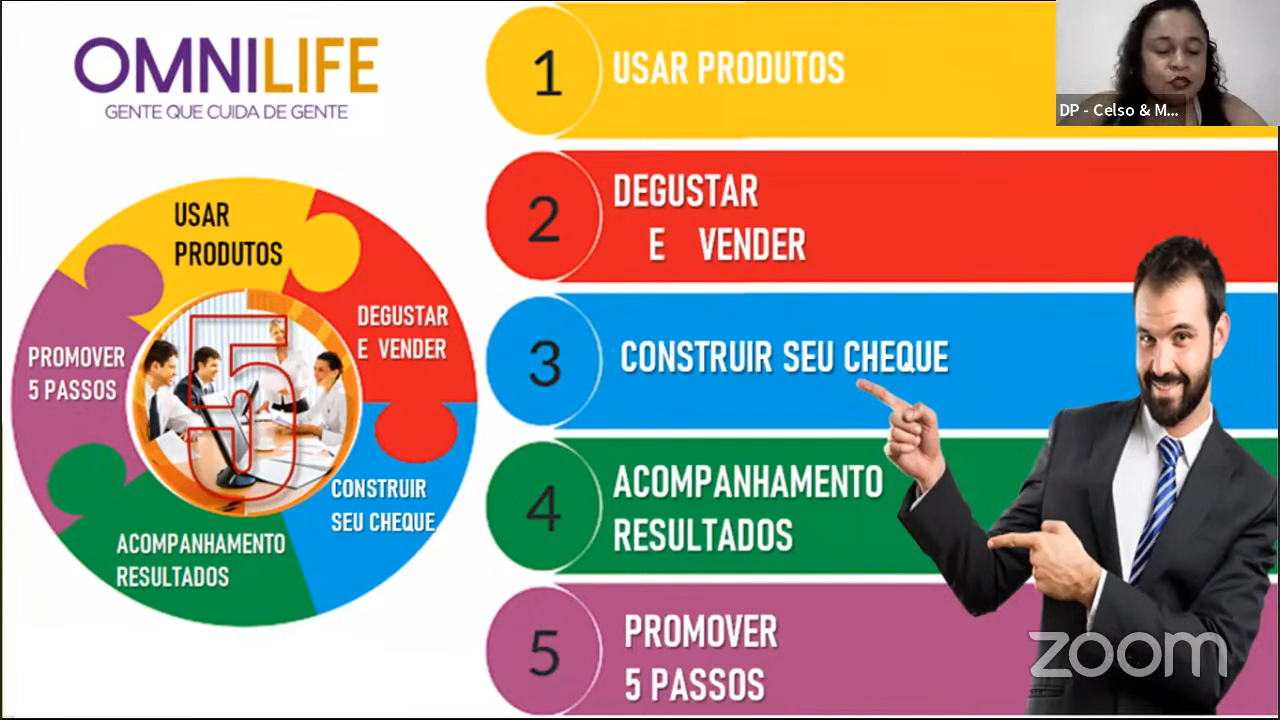 OMNILIFE
GENTE QUE CUIDA DE GENTE
USAR
PRODUTOS
DEGUSTAR
E VENDER
CONSTRUIR
SEU CHEQUE
ACOMPANHAMENTO
RESULTADOS
PROMOVER
5 PASSOS
5
1
USAR PRODUTOS
2
DEGUSTAR
E VENDER
3
CONSTRUIR SEU CHEQUE
4
ACOMPANHAMENTO
RESULTADOS
5
PROMOVER
5 PASSOS
DP - Celso & M...
zoom